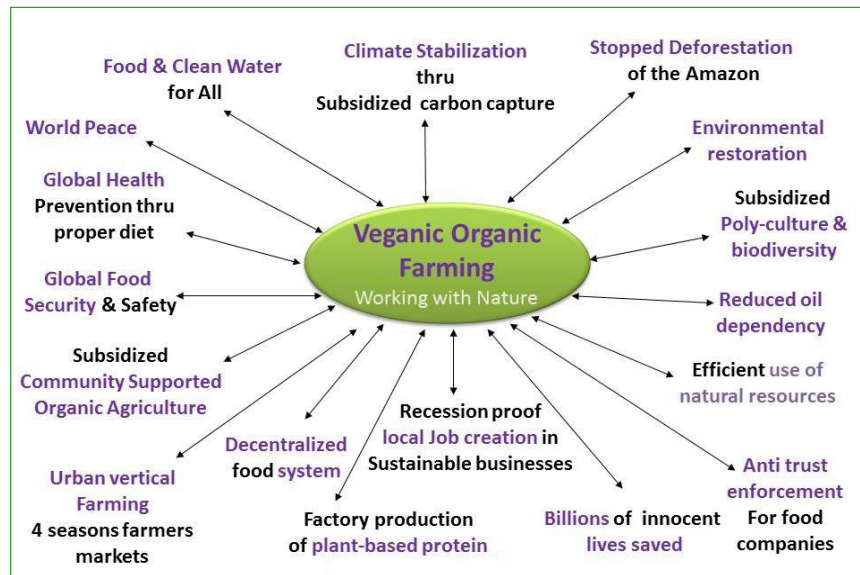 Food & Clean Water
for All
Climate Stabilization
thru
Subsidized carbon capture
Stopped Deforestation
of the Amazon
World Peace
Environmental
restoration
Global Health
Prevention thru
proper diet
Subsidized
Poly-culture &
biodiversity
Veganic Organic
Farming
Working with Nature
Global Food
Security & Safety
Reduced oil
dependency
Subsidized
Community Supported
Organic Agriculture
Efficient use of
natural resources
Urban vertical
Farming
4 seasons farmers
markets
Decentralized
food system
Factory production
of plant-based protein
Recession proof
local Job creation in
Sustainable businesses
Billions of innocent
lives saved
Anti trust
enforcement
For food
companies